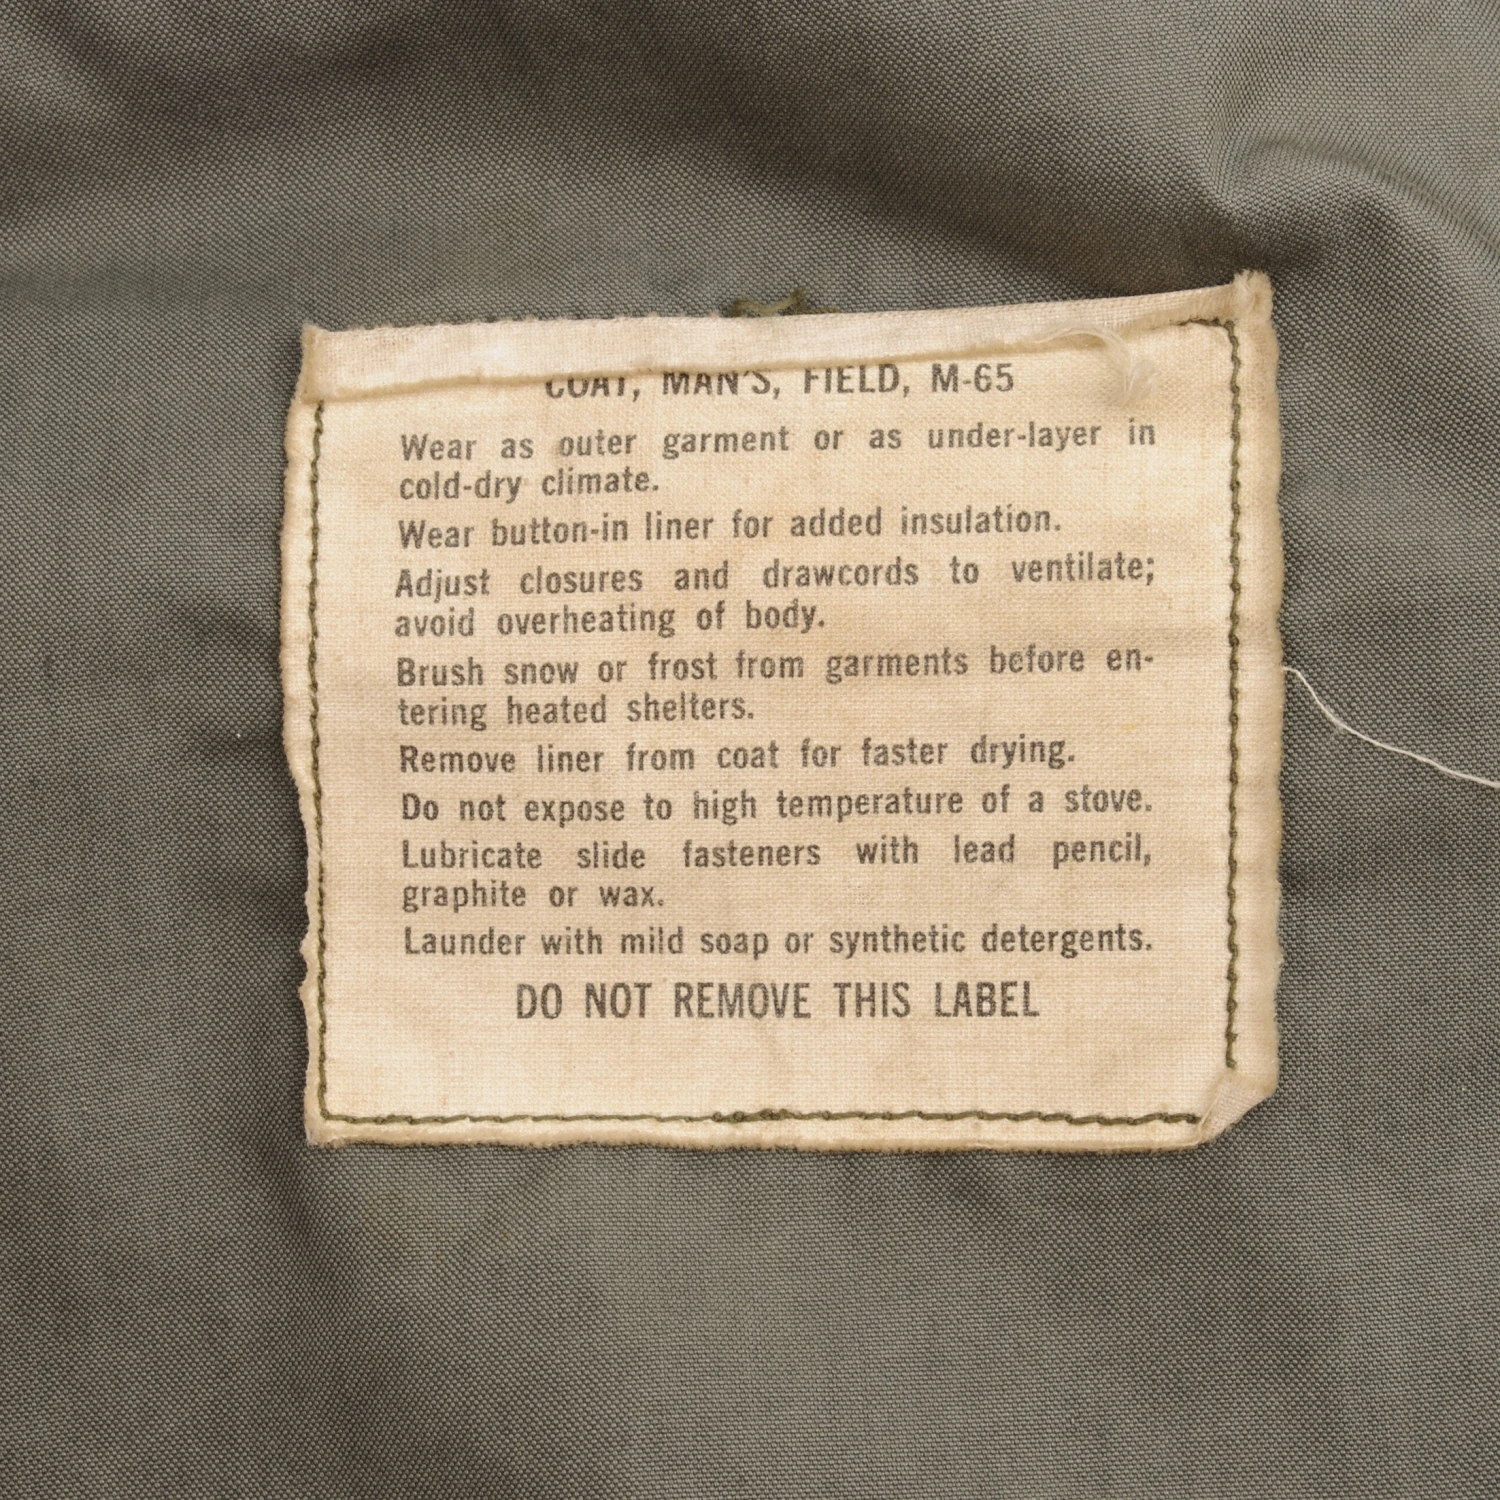 COAT, MAN'S, FIELD, M-65
Wear as outer garment or as under-layer in
cold-dry climate.
Wear button-in liner for added insulation.
Adjust closures and drawcords to ventilate;
avoid overheating of body.
Brush snow or frost from garments before en-
tering heated shelters.
Remove liner from coat for faster drying.
Do not expose to high temperature of a stove.
Lubricate slide fasteners with lead pencil,
graphite or wax.
Launder with mild soap or synthetic detergents.
DO NOT REMOVE THIS LABEL